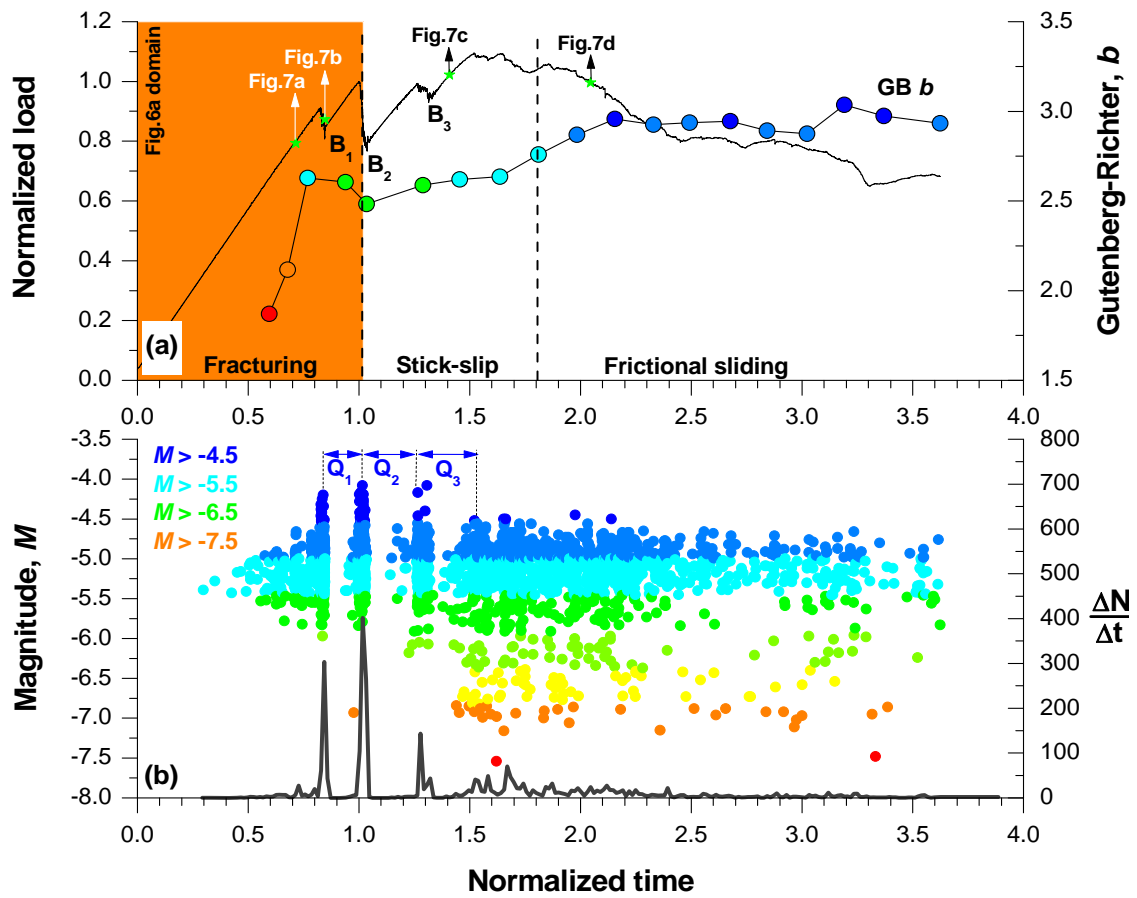 1.2
1.0
0.8
0.6
0.4
0.2
0.0
Normalized load
Fig.6a domain
Fig.7a
Fig.7b
Fig.7c
Fig.7d
B1
B2
B3
GB b
3.5
3.0
2.5
2.0
1.5
Gutenberg-Richter, b
(a)
Fracturing
Stick-slip
Frictional sliding
0.0 0.5 1.0 1.5 2.0 2.5 3.0 3.5 4.0
-3.5
-4.0
-4.5
-5.0
-5.5
-6.0
-6.5
-7.0
-7.5
-8.0
Magnitude, M
M > -4.5
M > -5.5
M > -6.5
M > -7.5
Q1
Q2
Q3
800
700
600
500
400
300
200
100
0
ΔN
Δt
(b)
0.0 0.5 1.0 1.5 2.0 2.5 3.0 3.5 4.0
Normalized time